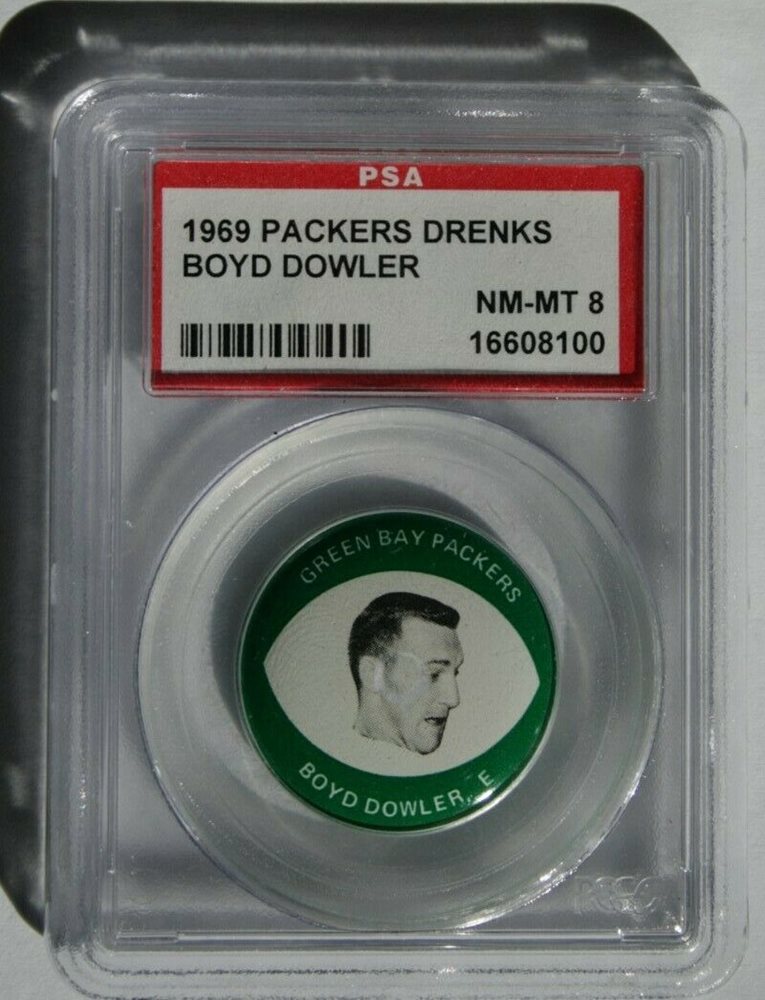 PSA
1969 PACKERS DRENKS
BOYD DOWLER
NM-MT 8
16608100
GREEN BAY PACKERS
BOYD DOWLER, E